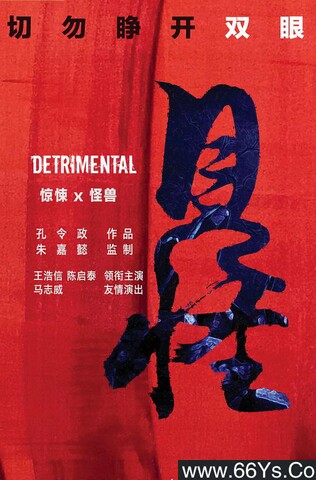 切勿睁开双眼
DETRIMENTAL
惊悚 x 怪兽
孔令政 作品
朱嘉懿 监制
王浩信 陈启泰 领衔主演
马志威 友情演出
見怪
www.66Ys.Co